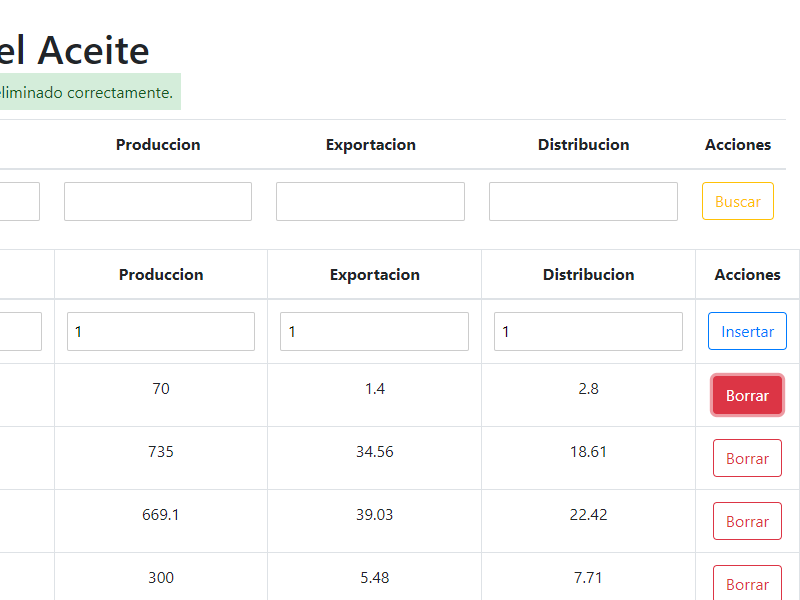 el Aceite
eliminado correctamente.
Produccion Exportacion Distribucion Acciones
Buscar
Produccion Exportacion Distribucion Acciones
1 1 1 Insertar
70 1.4 2.8 Borrar
735 34.56 18.61 Borrar
669.1 39.03 22.42 Borrar
300 5.48 7.71 Borrar